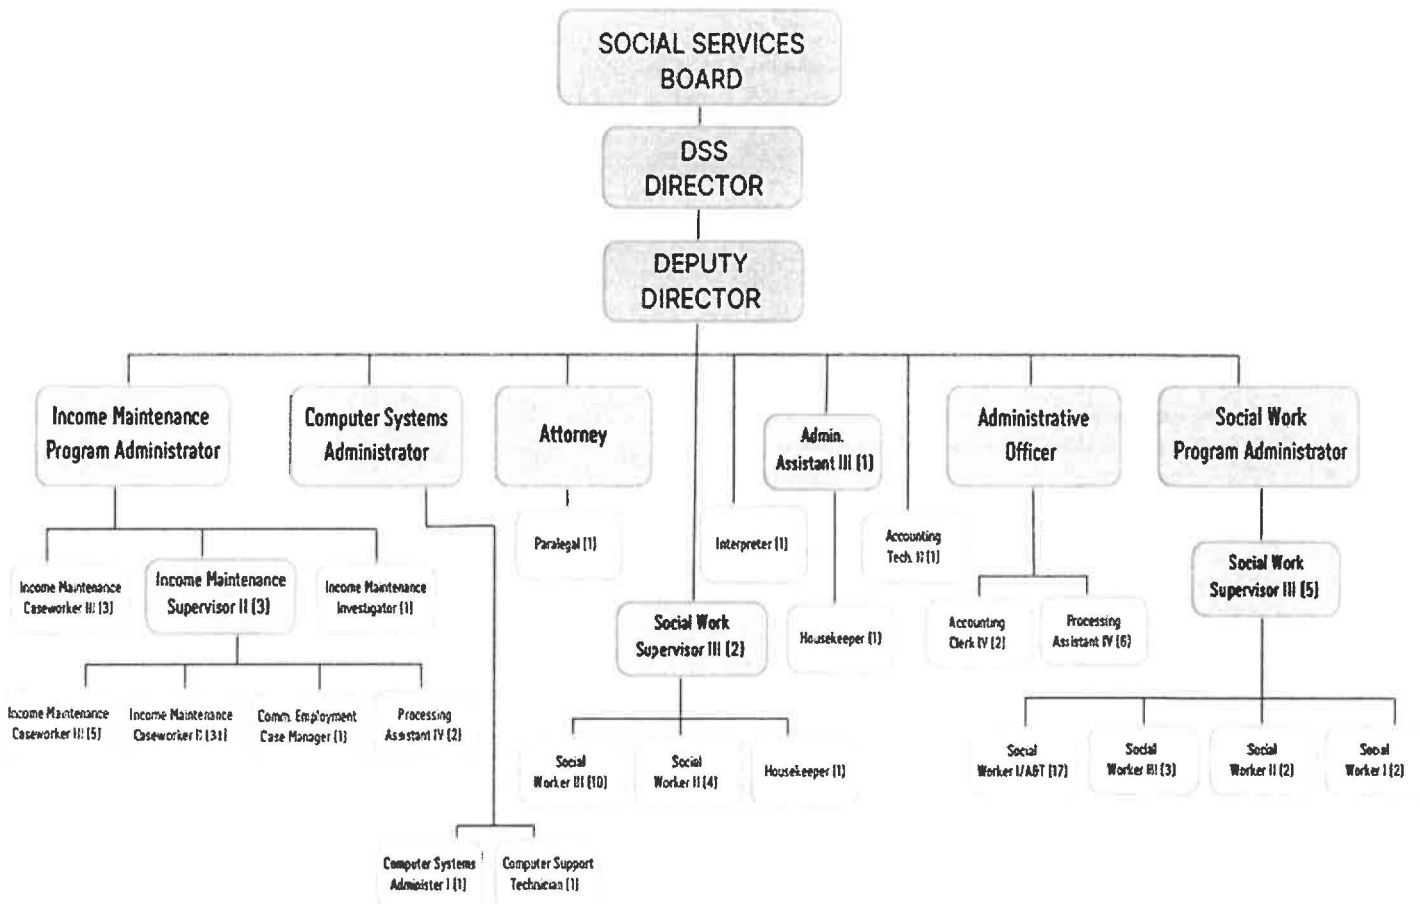 SOCIAL SERVICES
BOARD
DSS
DIRECTOR
DEPUTY
DIRECTOR
Income Maintenance
Program Administrator
Computer Systems
Administrator
Attorney
Admin.
Assistant III (1)
Administrative
Officer
Social Work
Program Administrator
Paralegal (1)
Interpreter (1)
Accounting
Tech. II (1)
Income Maintenance
Caseworker III (3)
Income Maintenance
Supervisor II (3)
Income Maintenance
Investigator (1)
Social Work
Supervisor III (2)
Housekeeper (1)
Accounting
Clerk IV (2)
Processing
Assistant IV (6)
Social Work
Supervisor III (5)
Income Maintenance
Caseworker III (5)
Income Maintenance
Caseworker II (31)
Comm. Employment
Case Manager (1)
Processing
Assistant IV (2)
Social
Worker III (10)
Social
Worker II (4)
Housekeeper (1)
Social
Worker I/A&T (17)
Social
Worker III (3)
Social
Worker II (2)
Social
Worker I (2)
Computer Systems
Administer I (1)
Computer Support
Technician (1)